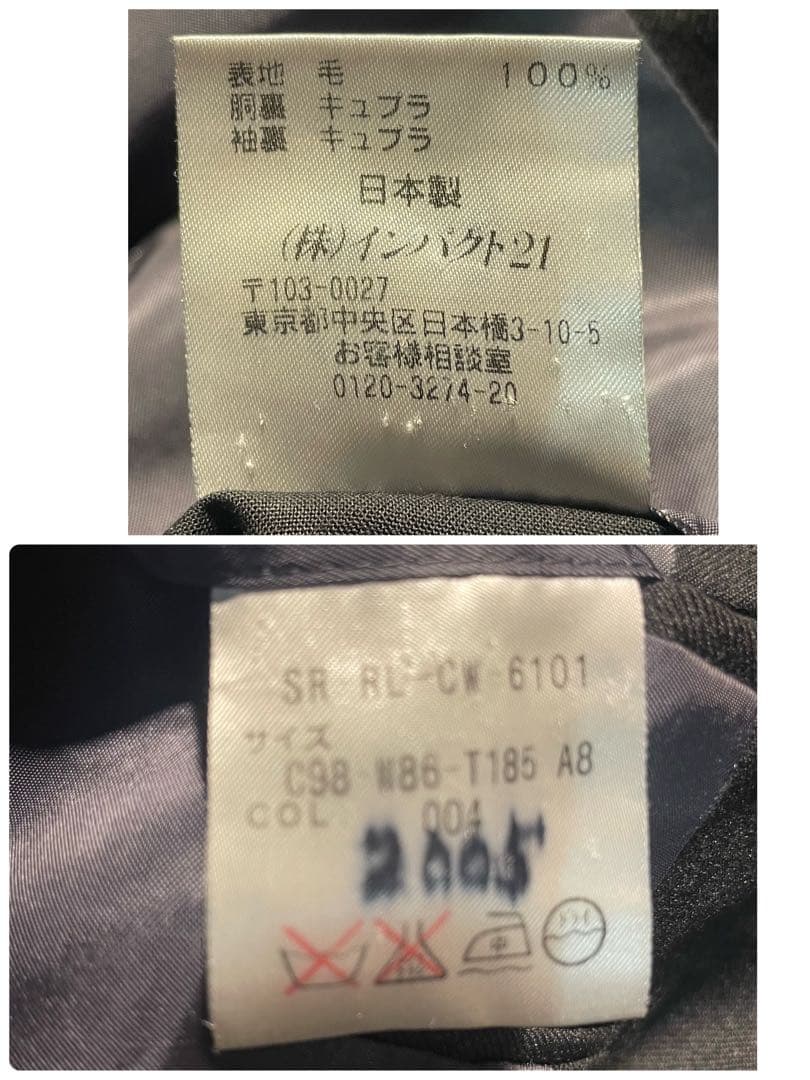 表地 毛 100%
胴裏 キュプラ
袖裏 キュプラ
日本製
(株)インパクト21
〒103-0027
東京都中央区日本橋3-10-5
お客様相談室
0120-3274-20
SR RL-CW-6101
サイズ
C98-W86-T185 A8
COL 004
2005
中